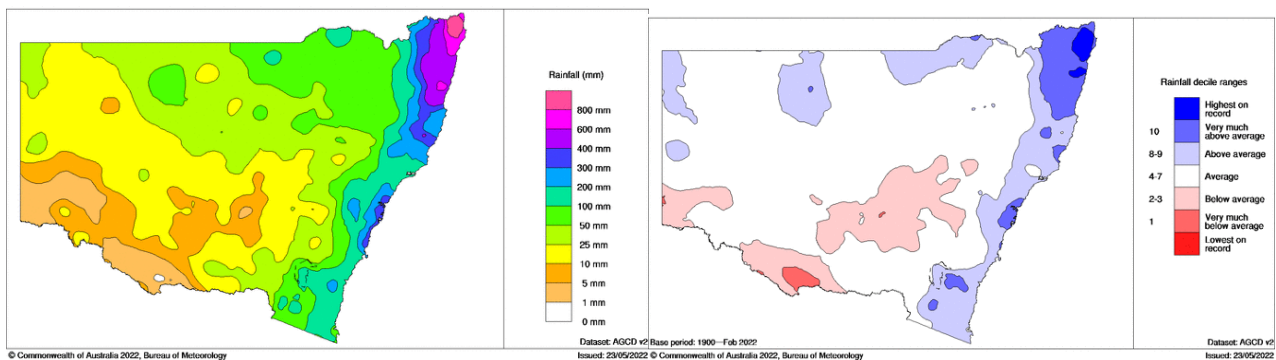 Rainfall (mm)
800 mm
600 mm
400 mm
300 mm
200 mm
100 mm
50 mm
25 mm
10 mm
5 mm
1 mm
0 mm
Dataset: AGCD v2
© Commonwealth of Australia 2022, Bureau of Meteorology
Issued: 23/05/2022
Rainfall decile ranges
Highest on
record
10
Very much
above average
8-9
Above average
4-7
Average
2-3
Below average
1
Very much
below average
Lowest on
record
Base period: 1900—Feb 2022
Dataset: AGCD v2
© Commonwealth of Australia 2022, Bureau of Meteorology
Issued: 23/05/2022